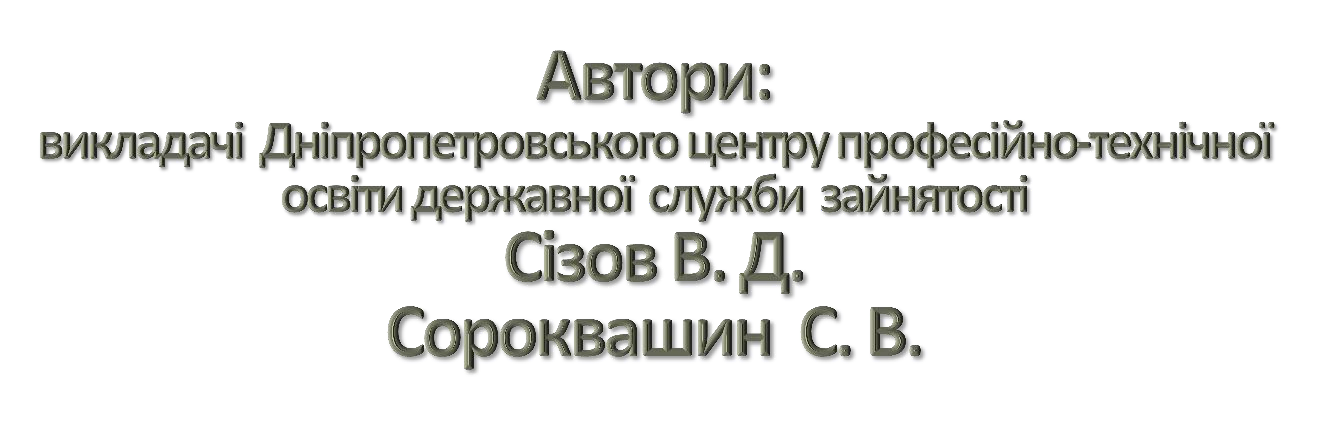 Автори:
викладачі Дніпропетровського центру професійно-технічної
освіти державної служби зайнятості
Сізов В. Д.
Сороквашин С. В.